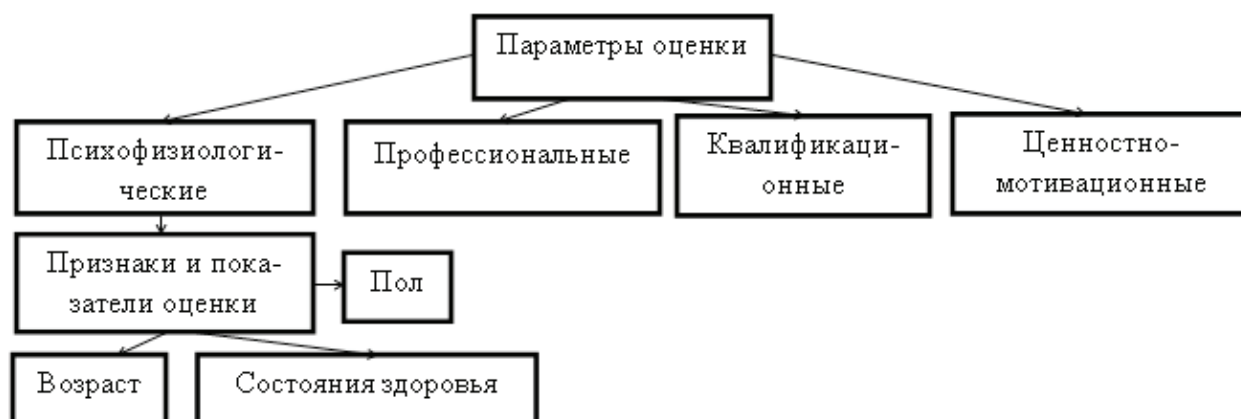 Параметры оценки
Психофизиологи-
ческие
Профессиональные
Квалификаци-
онные
Ценностно-
мотивационные
Признаки и пока-
затели оценки
Пол
Возраст
Состояния здоровья